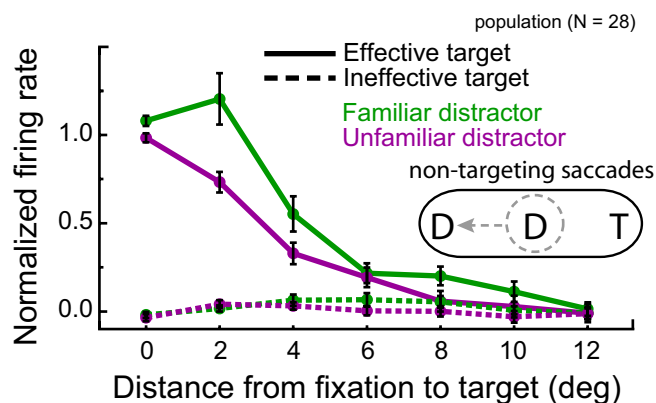 population (N = 28)
Effective target
Ineffective target
Familiar distractor
Unfamiliar distractor
non-targeting saccades
D D T
Normalized firing rate
1.0
0.5
0.0
0 2 4 6 8 10 12
Distance from fixation to target (deg)